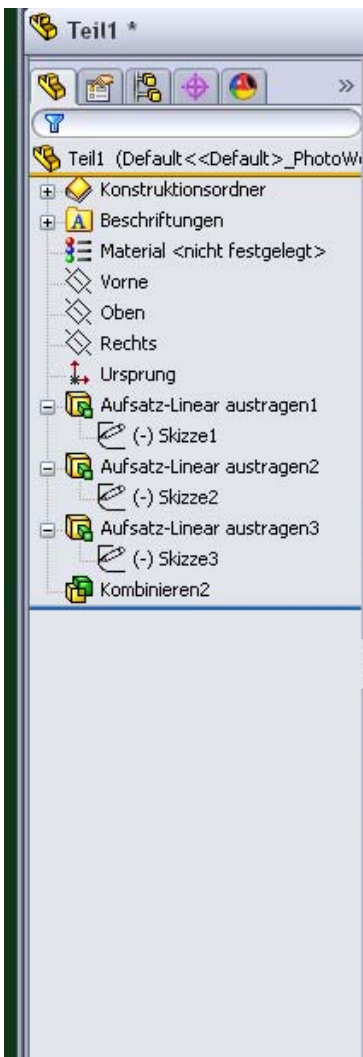 Teil1 *
»
Teil1 (Default<<Default>_PhotoW
Konstruktionsordner
A Beschriftungen
Material <nicht festgelegt>
Vorne
Oben
Rechts
Ursprung
Aufsatz-Linear austragen1
(-) Skizze1
Aufsatz-Linear austragen2
(-) Skizze2
Aufsatz-Linear austragen3
(-) Skizze3
Kombinieren2